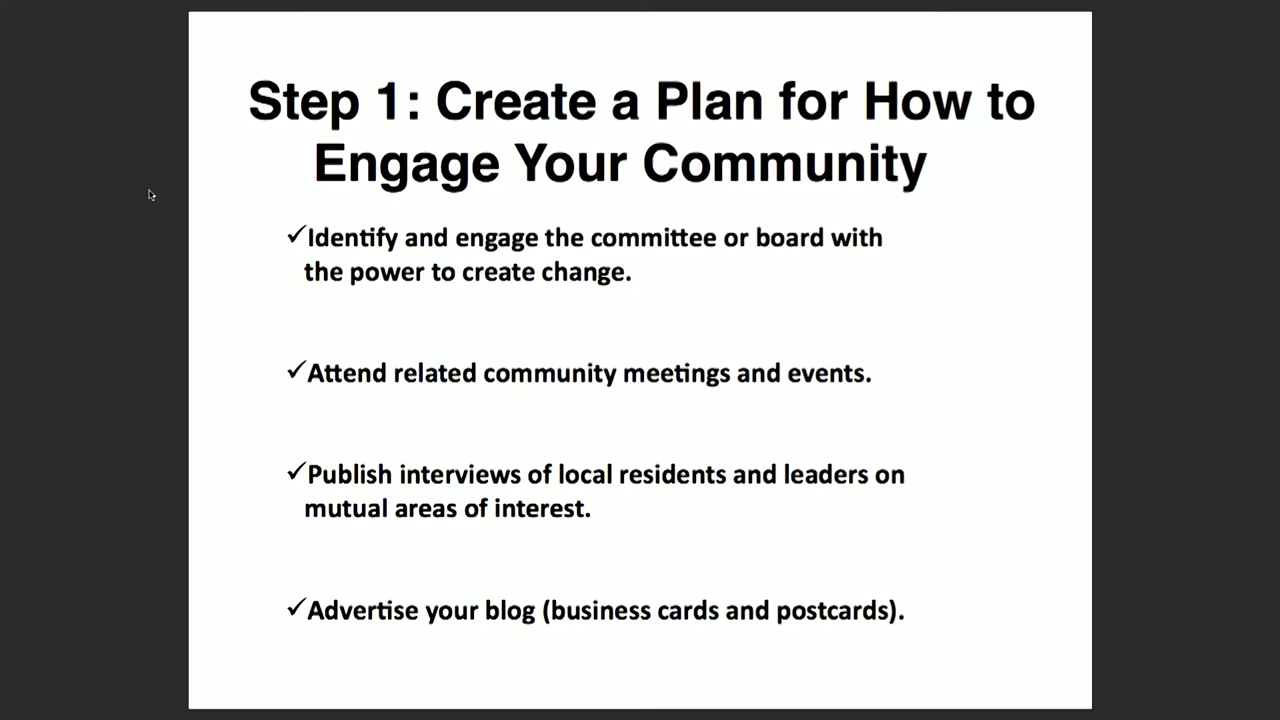 Step 1: Create a Plan for How to
Engage Your Community
✓Identify and engage the committee or board with
the power to create change.
✓Attend related community meetings and events.
✓Publish interviews of local residents and leaders on
mutual areas of interest.
✓Advertise your blog (business cards and postcards).